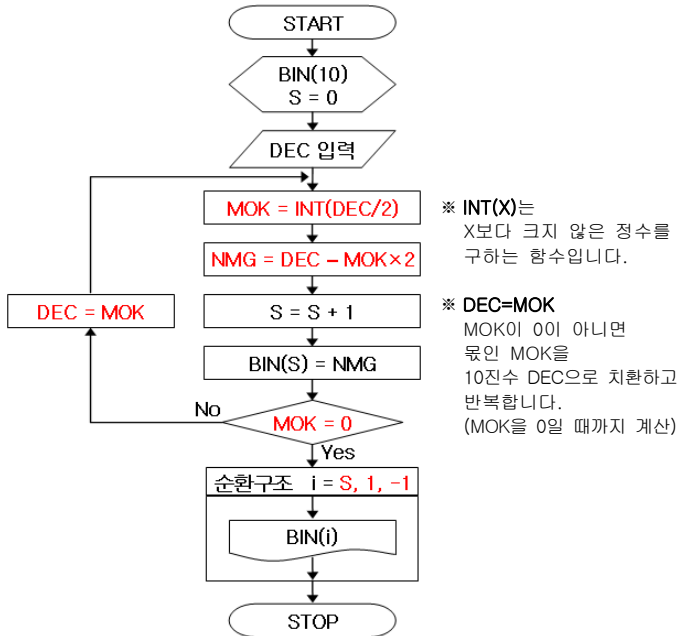 START
BIN(10)
S = 0
DEC 입력
MOK = INT(DEC/2)
NMG = DEC – MOK×2
S = S + 1
BIN(S) = NMG
DEC = MOK
No
MOK = 0
Yes
순환구조 i = S, 1, -1
BIN(i)
STOP
※ INT(X)는
X보다 크지 않은 정수를
구하는 함수입니다.
※ DEC=MOK
MOK이 0이 아니면
몫인 MOK을
10진수 DEC으로 치환하고
반복합니다.
(MOK을 0일 때까지 계산)